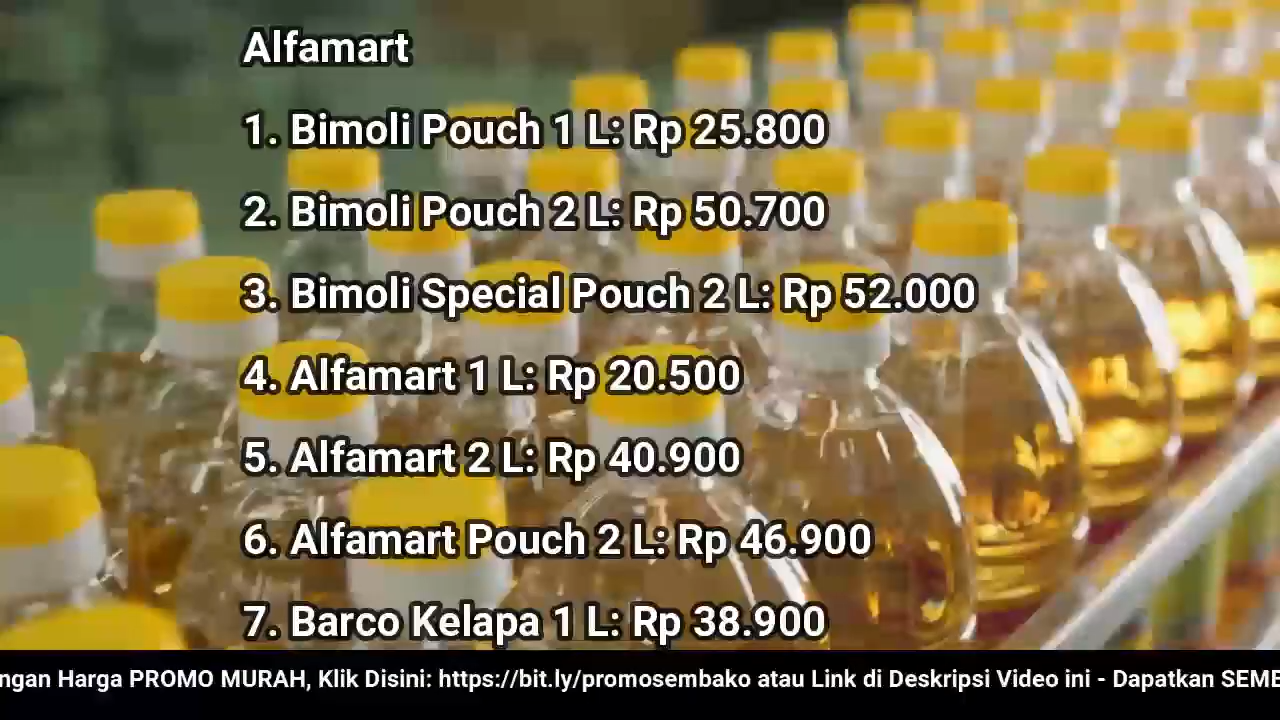 Alfamart
1. Bimoli Pouch 1 L: Rp 25.800
2. Bimoli Pouch 2 L: Rp 50.700
3. Bimoli Special Pouch 2 L: Rp 52.000
4. Alfamart 1 L: Rp 20.500
5. Alfamart 2 L: Rp 40.900
6. Alfamart Pouch 2 L: Rp 46.900
7. Barco Kelapa 1 L: Rp 38.900
ngan Harga PROMO MURAH, Klik Disini: https://bit.ly/promosembako atau Link di Deskripsi Video ini - Dapatkan SEMB